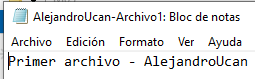 AlejandroUcan-Archivo1: Bloc de notas
Archivo Edición Formato Ver Ayuda
Primer archivo - AlejandroUcan